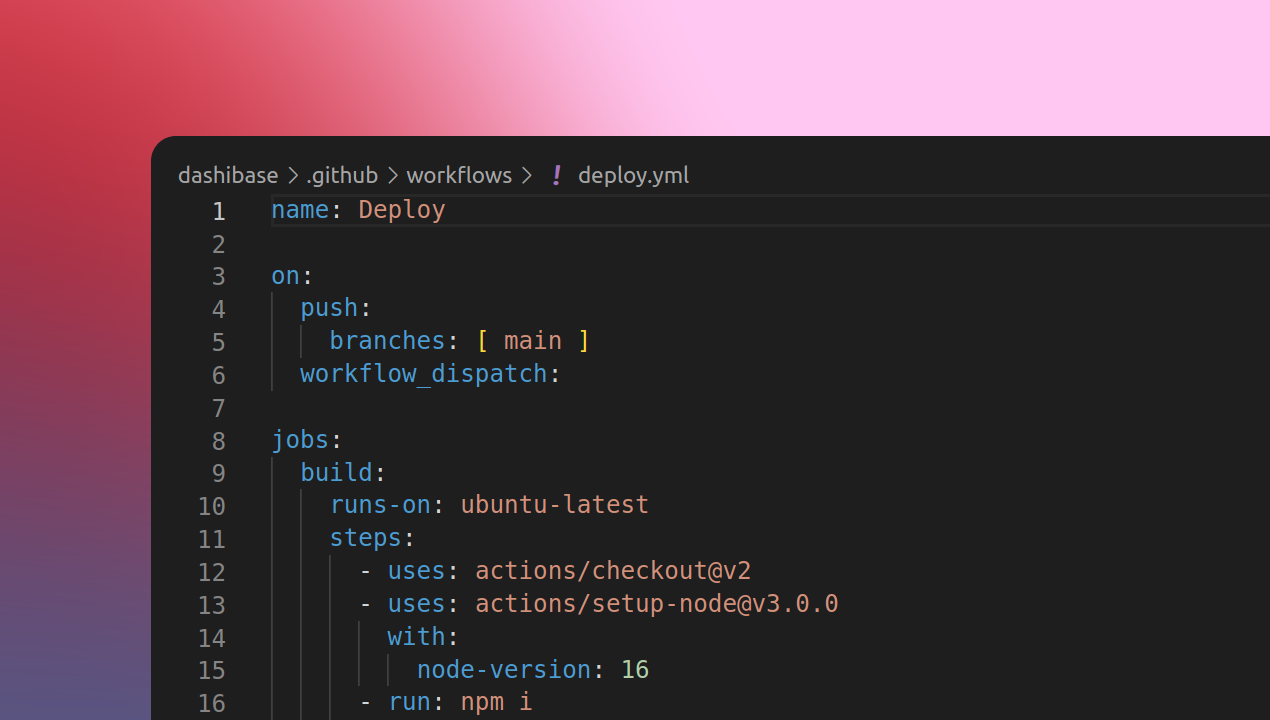 dashibase > .github > workflows > ! deploy.yml
1 name: Deploy
2
3 on:
4   push:
5     branches: [ main ]
6   workflow_dispatch:
7
8 jobs:
9   build:
10     runs-on: ubuntu-latest
11     steps:
12       - uses: actions/checkout@v2
13       - uses: actions/setup-node@v3.0.0
14         with:
15           node-version: 16
16       - run: npm i